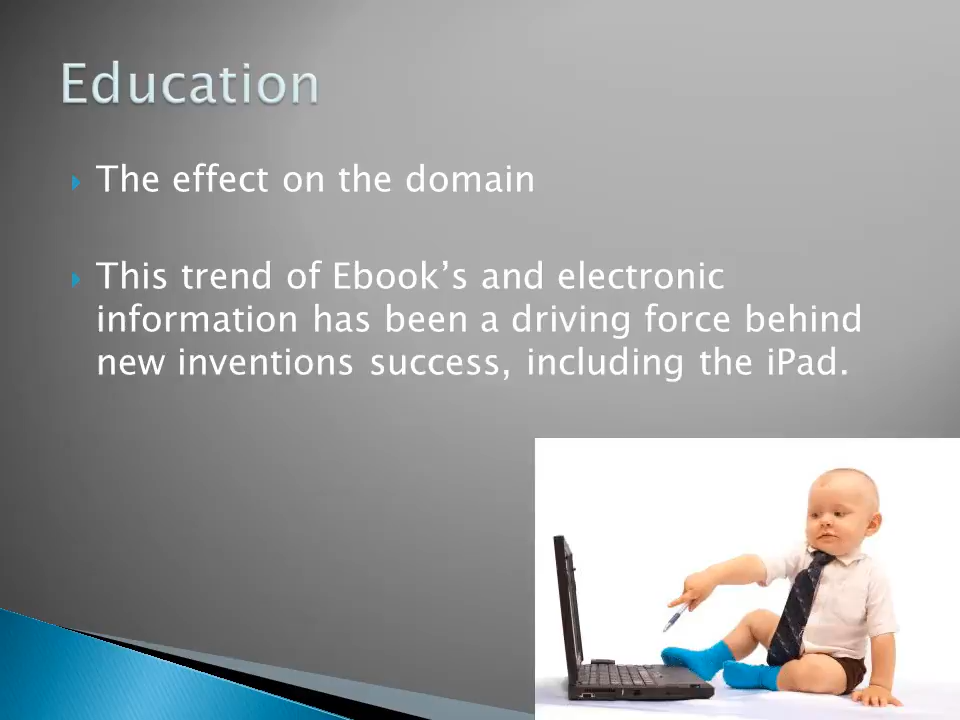 Education
The effect on the domain
This trend of Ebook’s and electronic
information has been a driving force behind
new inventions success, including the iPad.